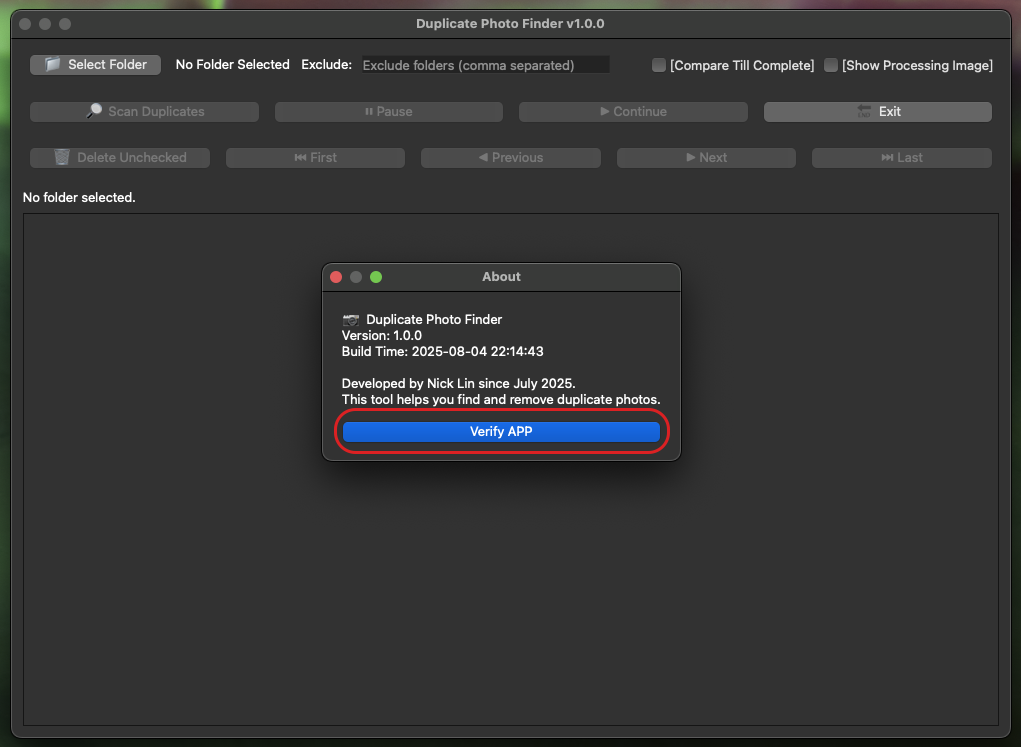 Duplicate Photo Finder v1.0.0
Select Folder No Folder Selected Exclude: Exclude folders (comma separated) [Compare Till Complete] [Show Processing Image]
Scan Duplicates Pause Continue Exit
Delete Unchecked First Previous Next Last
No folder selected.
About
Duplicate Photo Finder
Version: 1.0.0
Build Time: 2025-08-04 22:14:43
Developed by Nick Lin since July 2025.
This tool helps you find and remove duplicate photos.
Verify APP